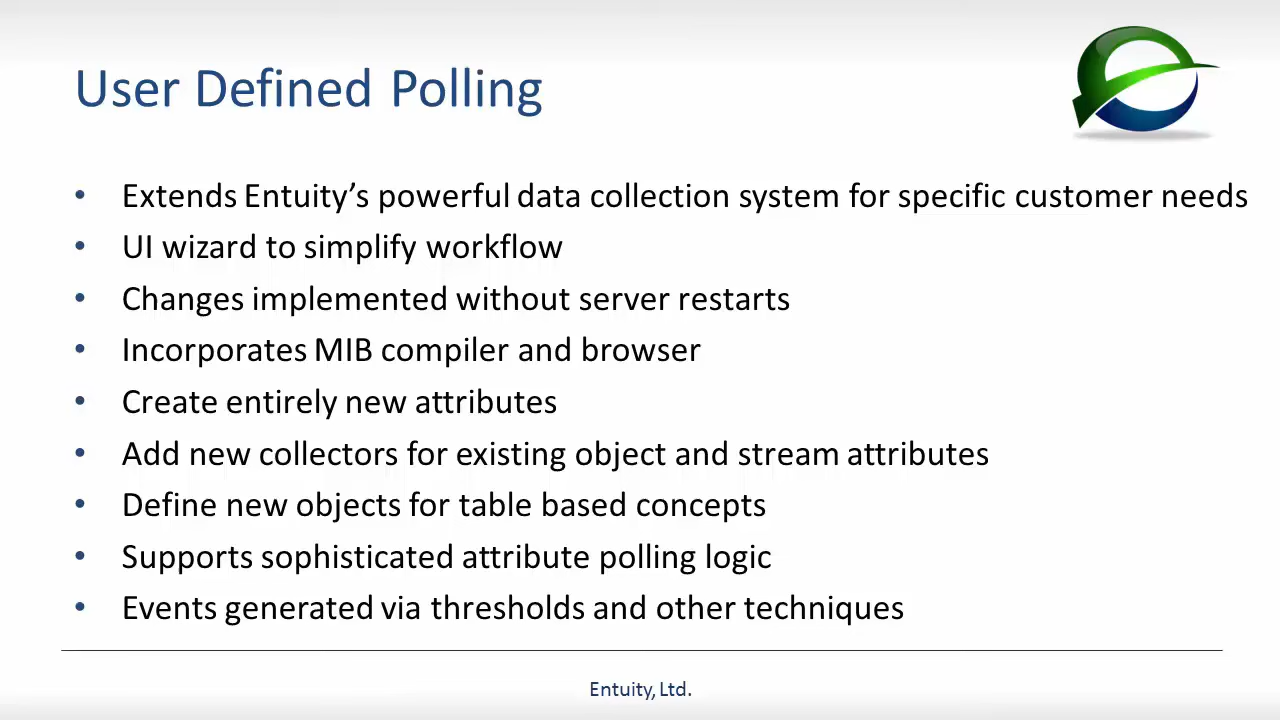 User Defined Polling
• Extends Entuity’s powerful data collection system for specific customer needs
• UI wizard to simplify workflow
• Changes implemented without server restarts
• Incorporates MIB compiler and browser
• Create entirely new attributes
• Add new collectors for existing object and stream attributes
• Define new objects for table based concepts
• Supports sophisticated attribute polling logic
• Events generated via thresholds and other techniques
Entuity, Ltd.